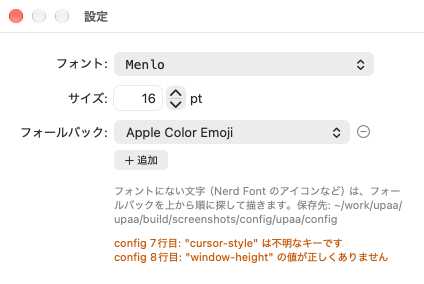 設定
フォント: Menlo
サイズ: 16 pt
フォールバック: Apple Color Emoji
+ 追加
フォントにない文字（Nerd Font のアイコンなど）は、フォー
ルバックを上から順に探して描きます。保存先: ~/work/upaa/
upaa/build/screenshots/config/upaa/config
config 7行目: "cursor-style" は不明なキーです
config 8行目: "window-height" の値が正しくありません